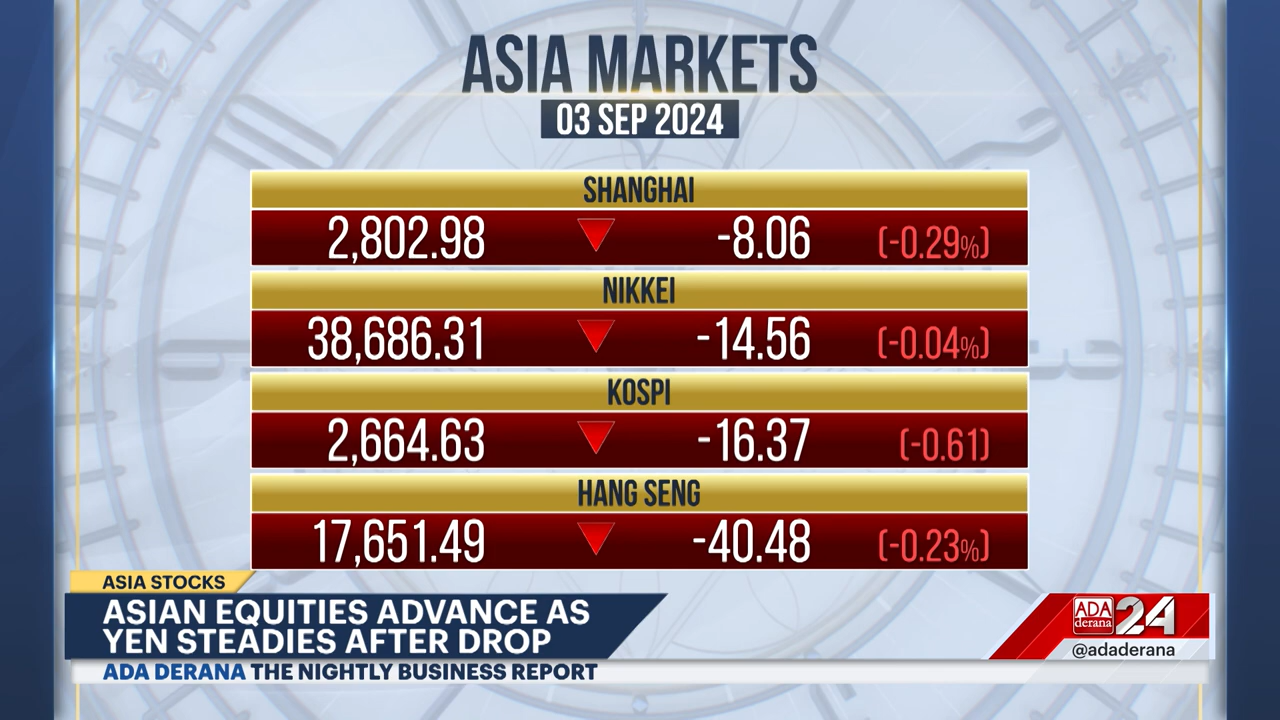 ASIA MARKETS
03 SEP 2024
SHANGHAI
2,802.98 -8.06 (-0.29%)
NIKKEI
38,686.31 -14.56 (-0.04%)
KOSPI
2,664.63 -16.37 (-0.61)
HANG SENG
17,651.49 -40.48 (-0.23%)
ASIA STOCKS
ASIAN EQUITIES ADVANCE AS
YEN STEADIES AFTER DROP
ADA DERANA THE NIGHTLY BUSINESS REPORT
ADA derana 24
@adaderana